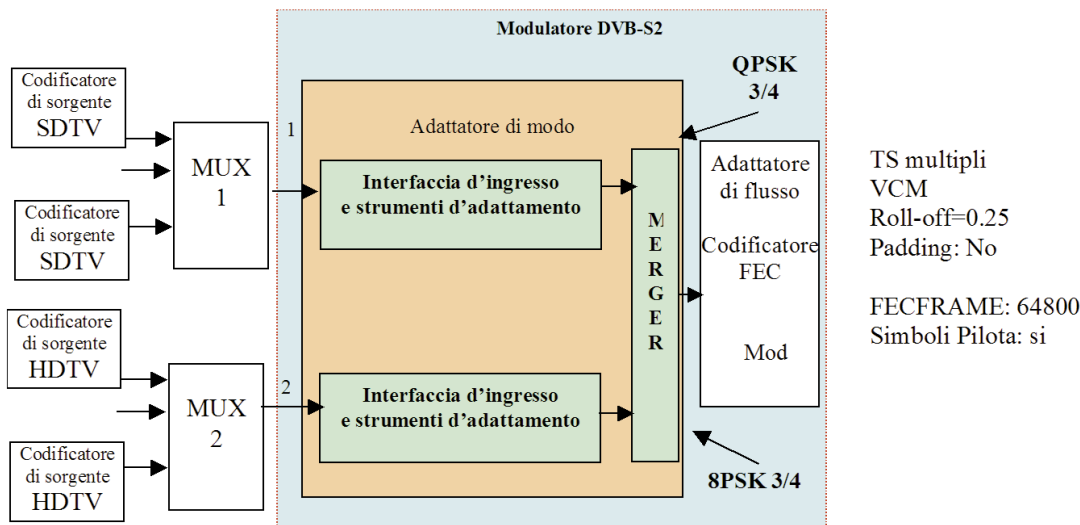 Modulatore DVB-S2
Codificatore
di sorgente
SDTV
MUX
1
Codificatore
di sorgente
SDTV
Codificatore
di sorgente
HDTV
MUX
2
Codificatore
di sorgente
HDTV
1
2
Adattatore di modo
Interfaccia d'ingresso
e strumenti d'adattamento
Interfaccia d'ingresso
e strumenti d'adattamento
M
E
R
G
E
R
QPSK
3/4
8PSK 3/4
Adattatore
di flusso
Codificatore
FEC
Mod
TS multipli
VCM
Roll-off=0.25
Padding: No
FECFRAME: 64800
Simboli Pilota: si